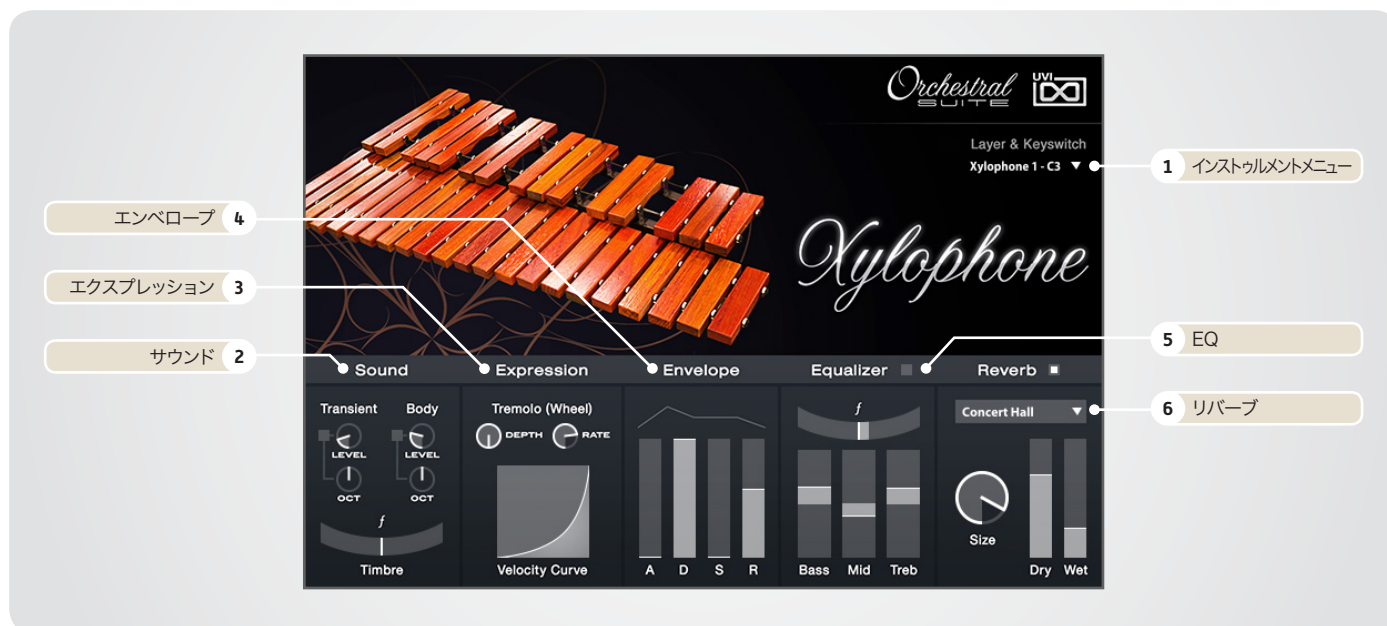 Orchestral
SUITE
UVI
Layer & Keyswitch
Xylophone 1 - C3
1 インストゥルメントメニュー
エンベロープ 4
エクスプレッション 3
サウンド 2
Xylophone
5 EQ
6 リバーブ
Sound
Expression
Envelope
Equalizer
Reverb
Transient
Body
LEVEL
LEVEL
OCT
OCT
f
Timbre
Tremolo (Wheel)
DEPTH
RATE
Velocity Curve
A D S R
f
Bass Mid Treb
Concert Hall
Size
Dry Wet